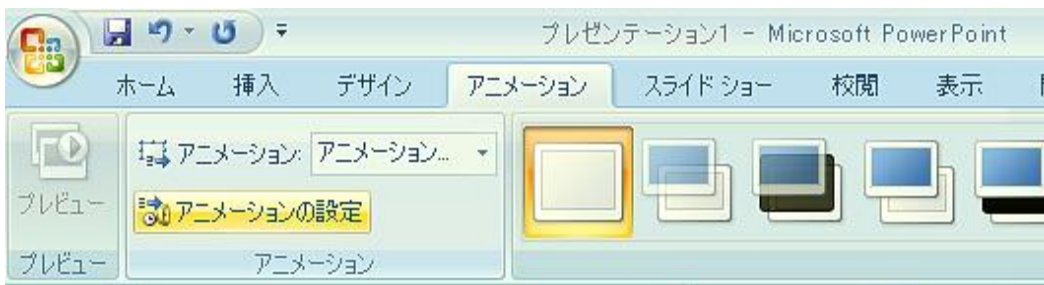 プレゼンテーション1 - Microsoft PowerPoint
ホーム 挿入 デザイン アニメーション スライド ショー 校閲 表示
アニメーション: アニメーション...
プレビュー
アニメーションの設定
プレビュー アニメーション